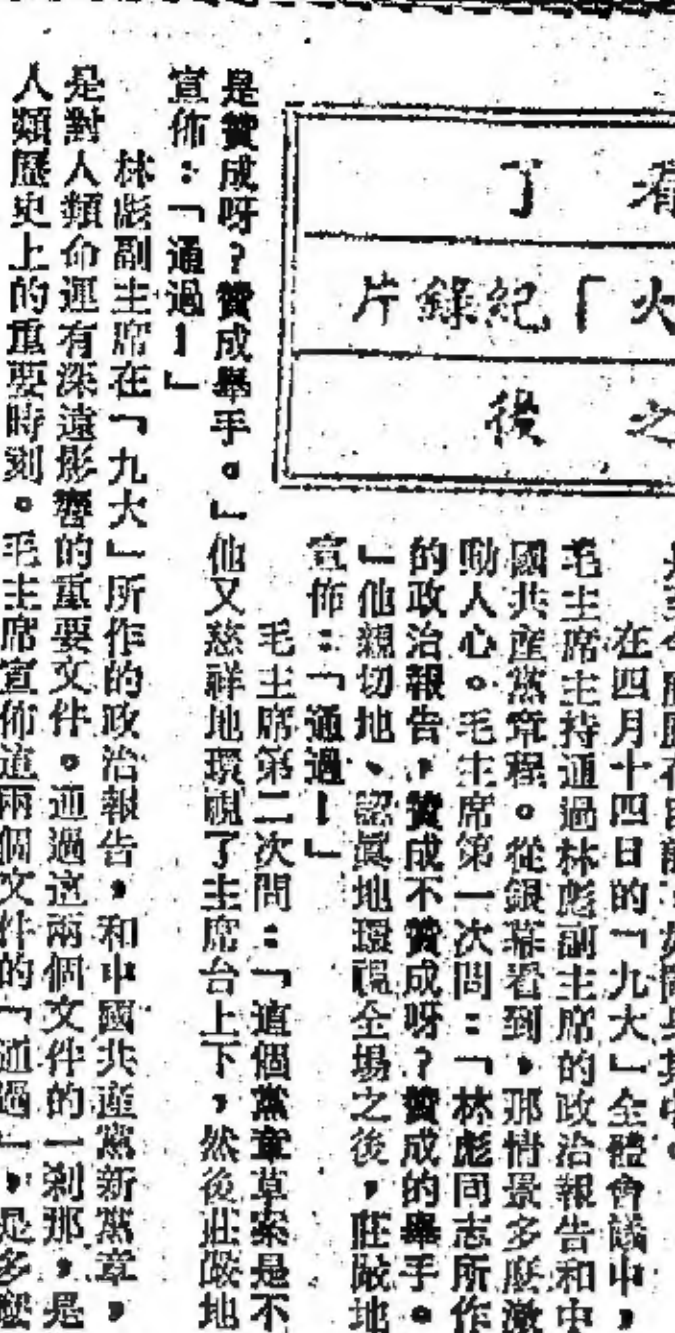 了
火「紀錄片
之後
在四月十四日的「九大」全體會議中，
毛主席主持通過林彪副主席的政治報告和中
國共產黨章程。從銀幕看到，那情景多麽激
動人心。毛主席第一次問：「林彪同志所作
的政治報告，贊成不贊成呀？贊成的舉手。
」他親切地、認眞地環視全場之後，莊嚴地
宣佈：「通過！」
毛主席第二次問：「這個黨章草案是不
是贊成呀？贊成舉手。」他又慈祥地環視了主席台上下，然後莊嚴地
宣佈：「通過！」
林彪副主席在「九大」所作的政治報告，和中國共產黨新黨章，
是對人類命運有深遠影響的重要文件。通過這兩個文件的一剎那，是
人類歷史上的重要時刻。毛主席宣佈這兩個文件的「通過」，是多麽